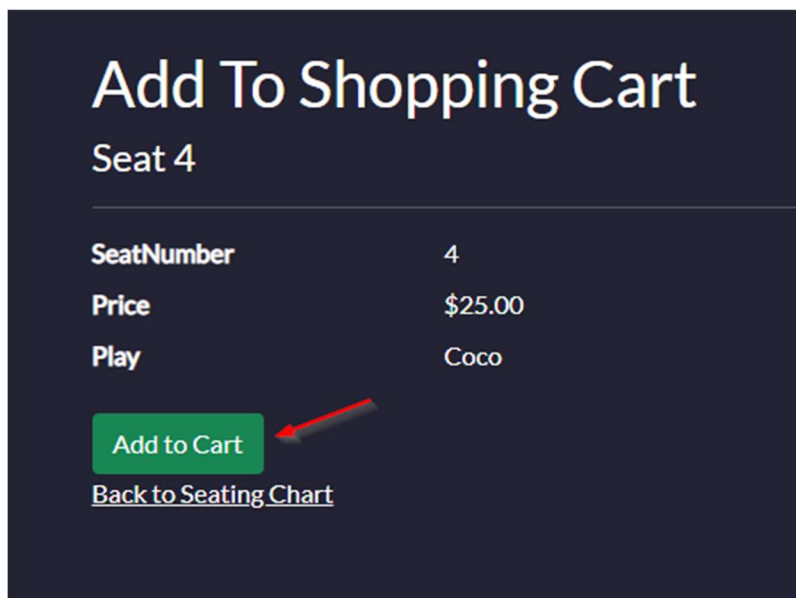 Add To Shopping Cart
Seat 4
SeatNumber 4
Price $25.00
Play Coco
Add to Cart
Back to Seating Chart